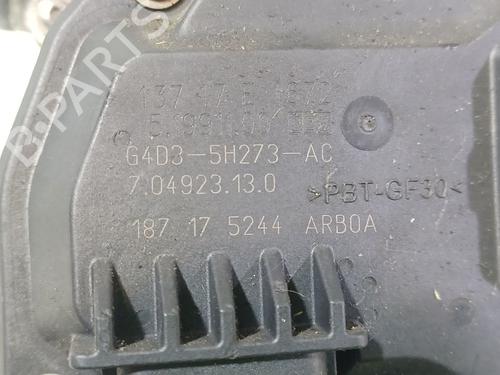 G4D3-5H273-AC
7.04923.13.0
>PBT-GF30<
187 17 5244 ARB0A
B-Parts